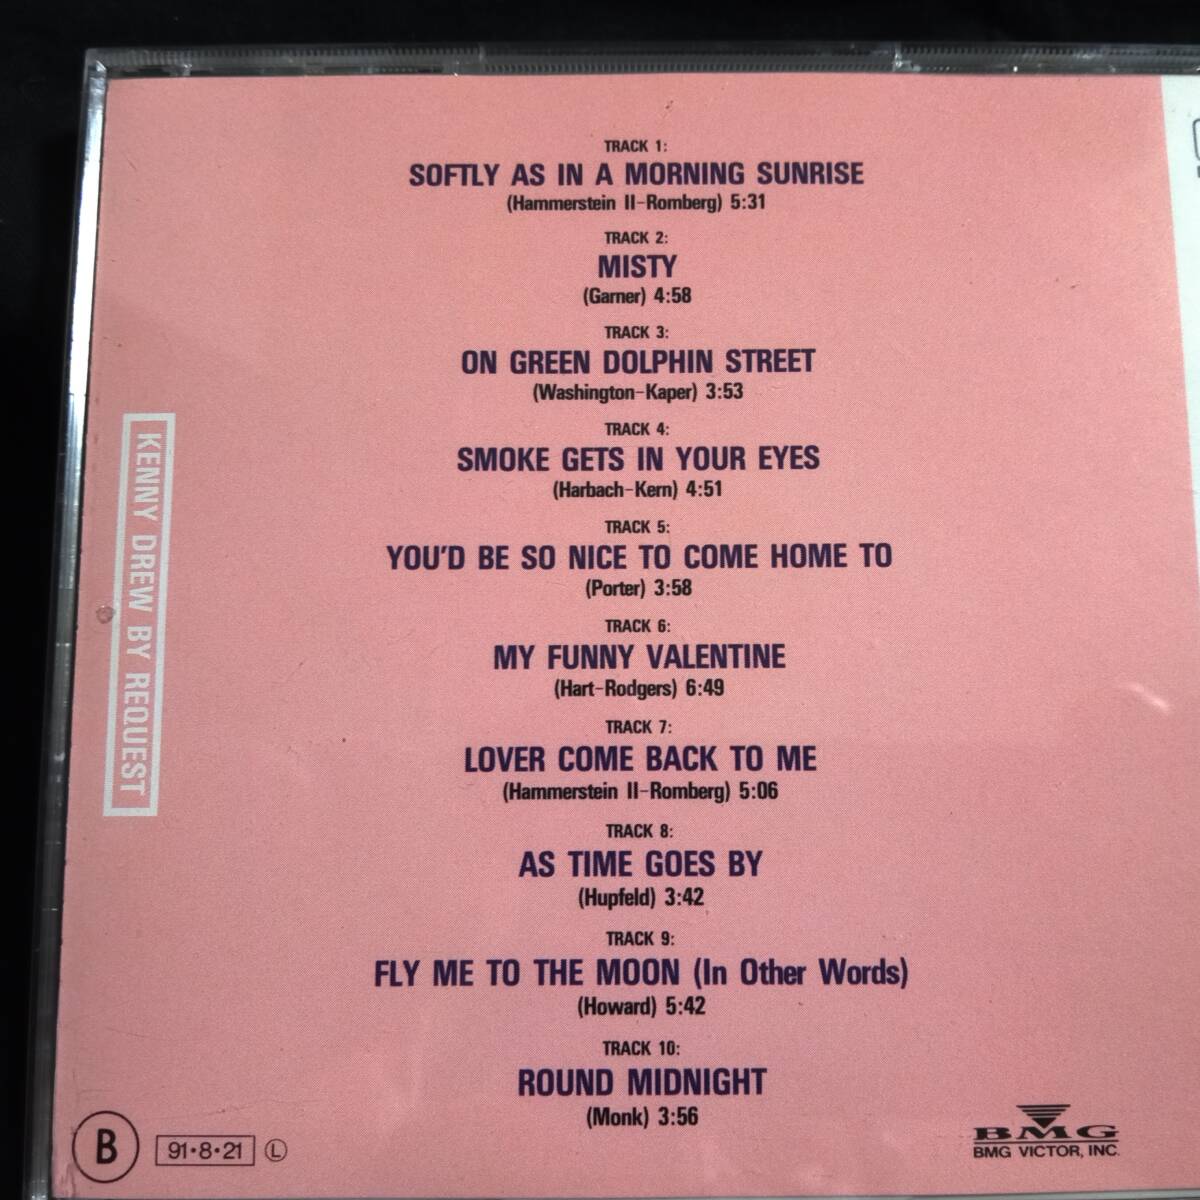 TRACK 1:
SOFTLY AS IN A MORNING SUNRISE
(Hammerstein II-Romberg) 5:31
TRACK 2:
MISTY
(Garner) 4:58
TRACK 3:
ON GREEN DOLPHIN STREET
(Washington-Kaper) 3:53
TRACK 4:
SMOKE GETS IN YOUR EYES
(Harbach-Kern) 4:51
TRACK 5:
YOU'D BE SO NICE TO COME HOME TO
(Porter) 3:58
TRACK 6:
MY FUNNY VALENTINE
(Hart-Rodgers) 6:49
TRACK 7:
LOVER COME BACK TO ME
(Hammerstein II-Romberg) 5:06
TRACK 8:
AS TIME GOES BY
(Hupfeld) 3:42
TRACK 9:
FLY ME TO THE MOON (In Other Words)
(Howard) 5:42
TRACK 10:
ROUND MIDNIGHT
(Monk) 3:56
KENNY DREW BY REQUEST
B
91•8•21 Ⓛ
BMG
BMG VICTOR, INC.